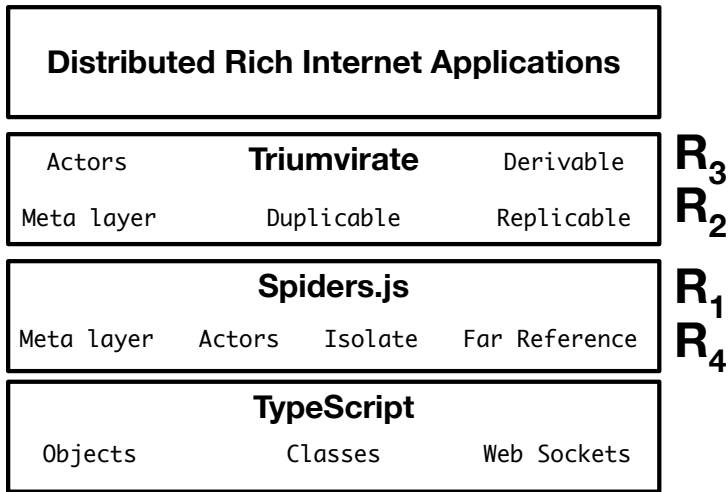 Distributed Rich Internet Applications
Actors Triumvirate Derivable R3
Meta layer Duplicable Replicable R2
Spiders.js R1
Meta layer Actors Isolate Far Reference R4
TypeScript
Objects Classes Web Sockets